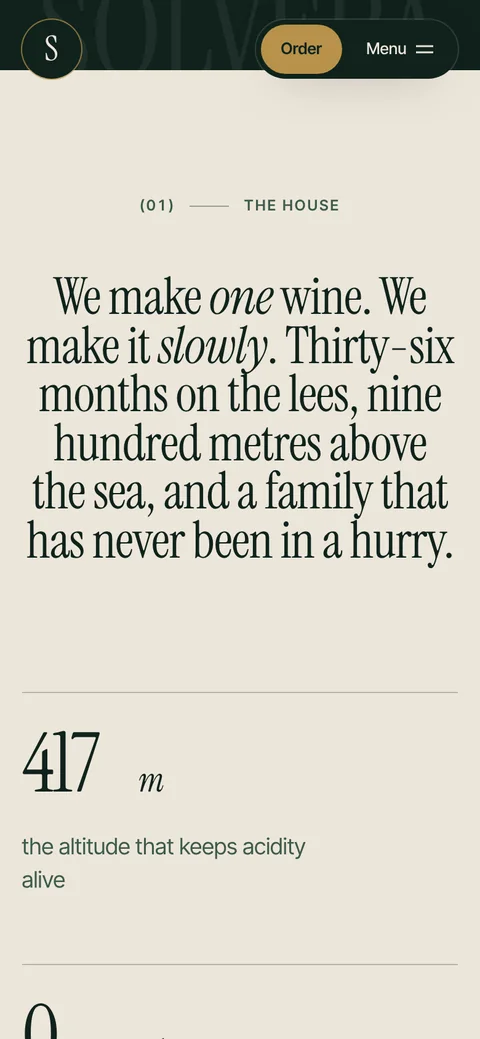 SOLVERA
S
Order
Menu
(01) THE HOUSE
We make one wine. We
make it slowly. Thirty-six
months on the lees, nine
hundred metres above
the sea, and a family that
has never been in a hurry.
417 m
the altitude that keeps acidity
alive
0